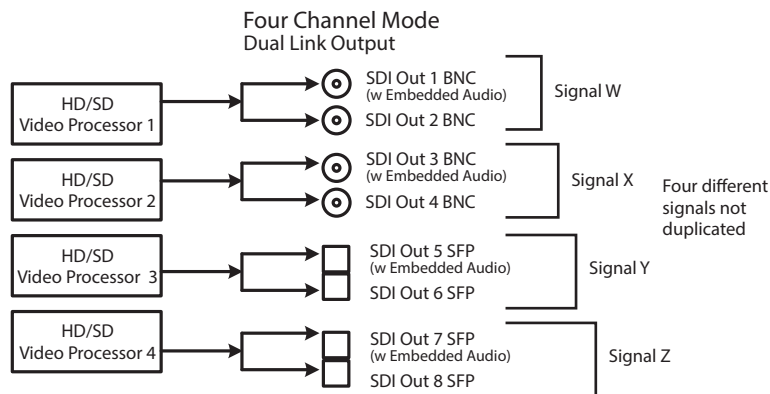 Four Channel Mode
Dual Link Output
HD/SD
Video Processor 1
SDI Out 1 BNC
(w Embedded Audio)
SDI Out 2 BNC
Signal W
HD/SD
Video Processor 2
SDI Out 3 BNC
(w Embedded Audio)
SDI Out 4 BNC
Signal X
HD/SD
Video Processor 3
SDI Out 5 SFP
(w Embedded Audio)
SDI Out 6 SFP
Signal Y
HD/SD
Video Processor 4
SDI Out 7 SFP
(w Embedded Audio)
SDI Out 8 SFP
Signal Z
Four different
signals not
duplicated